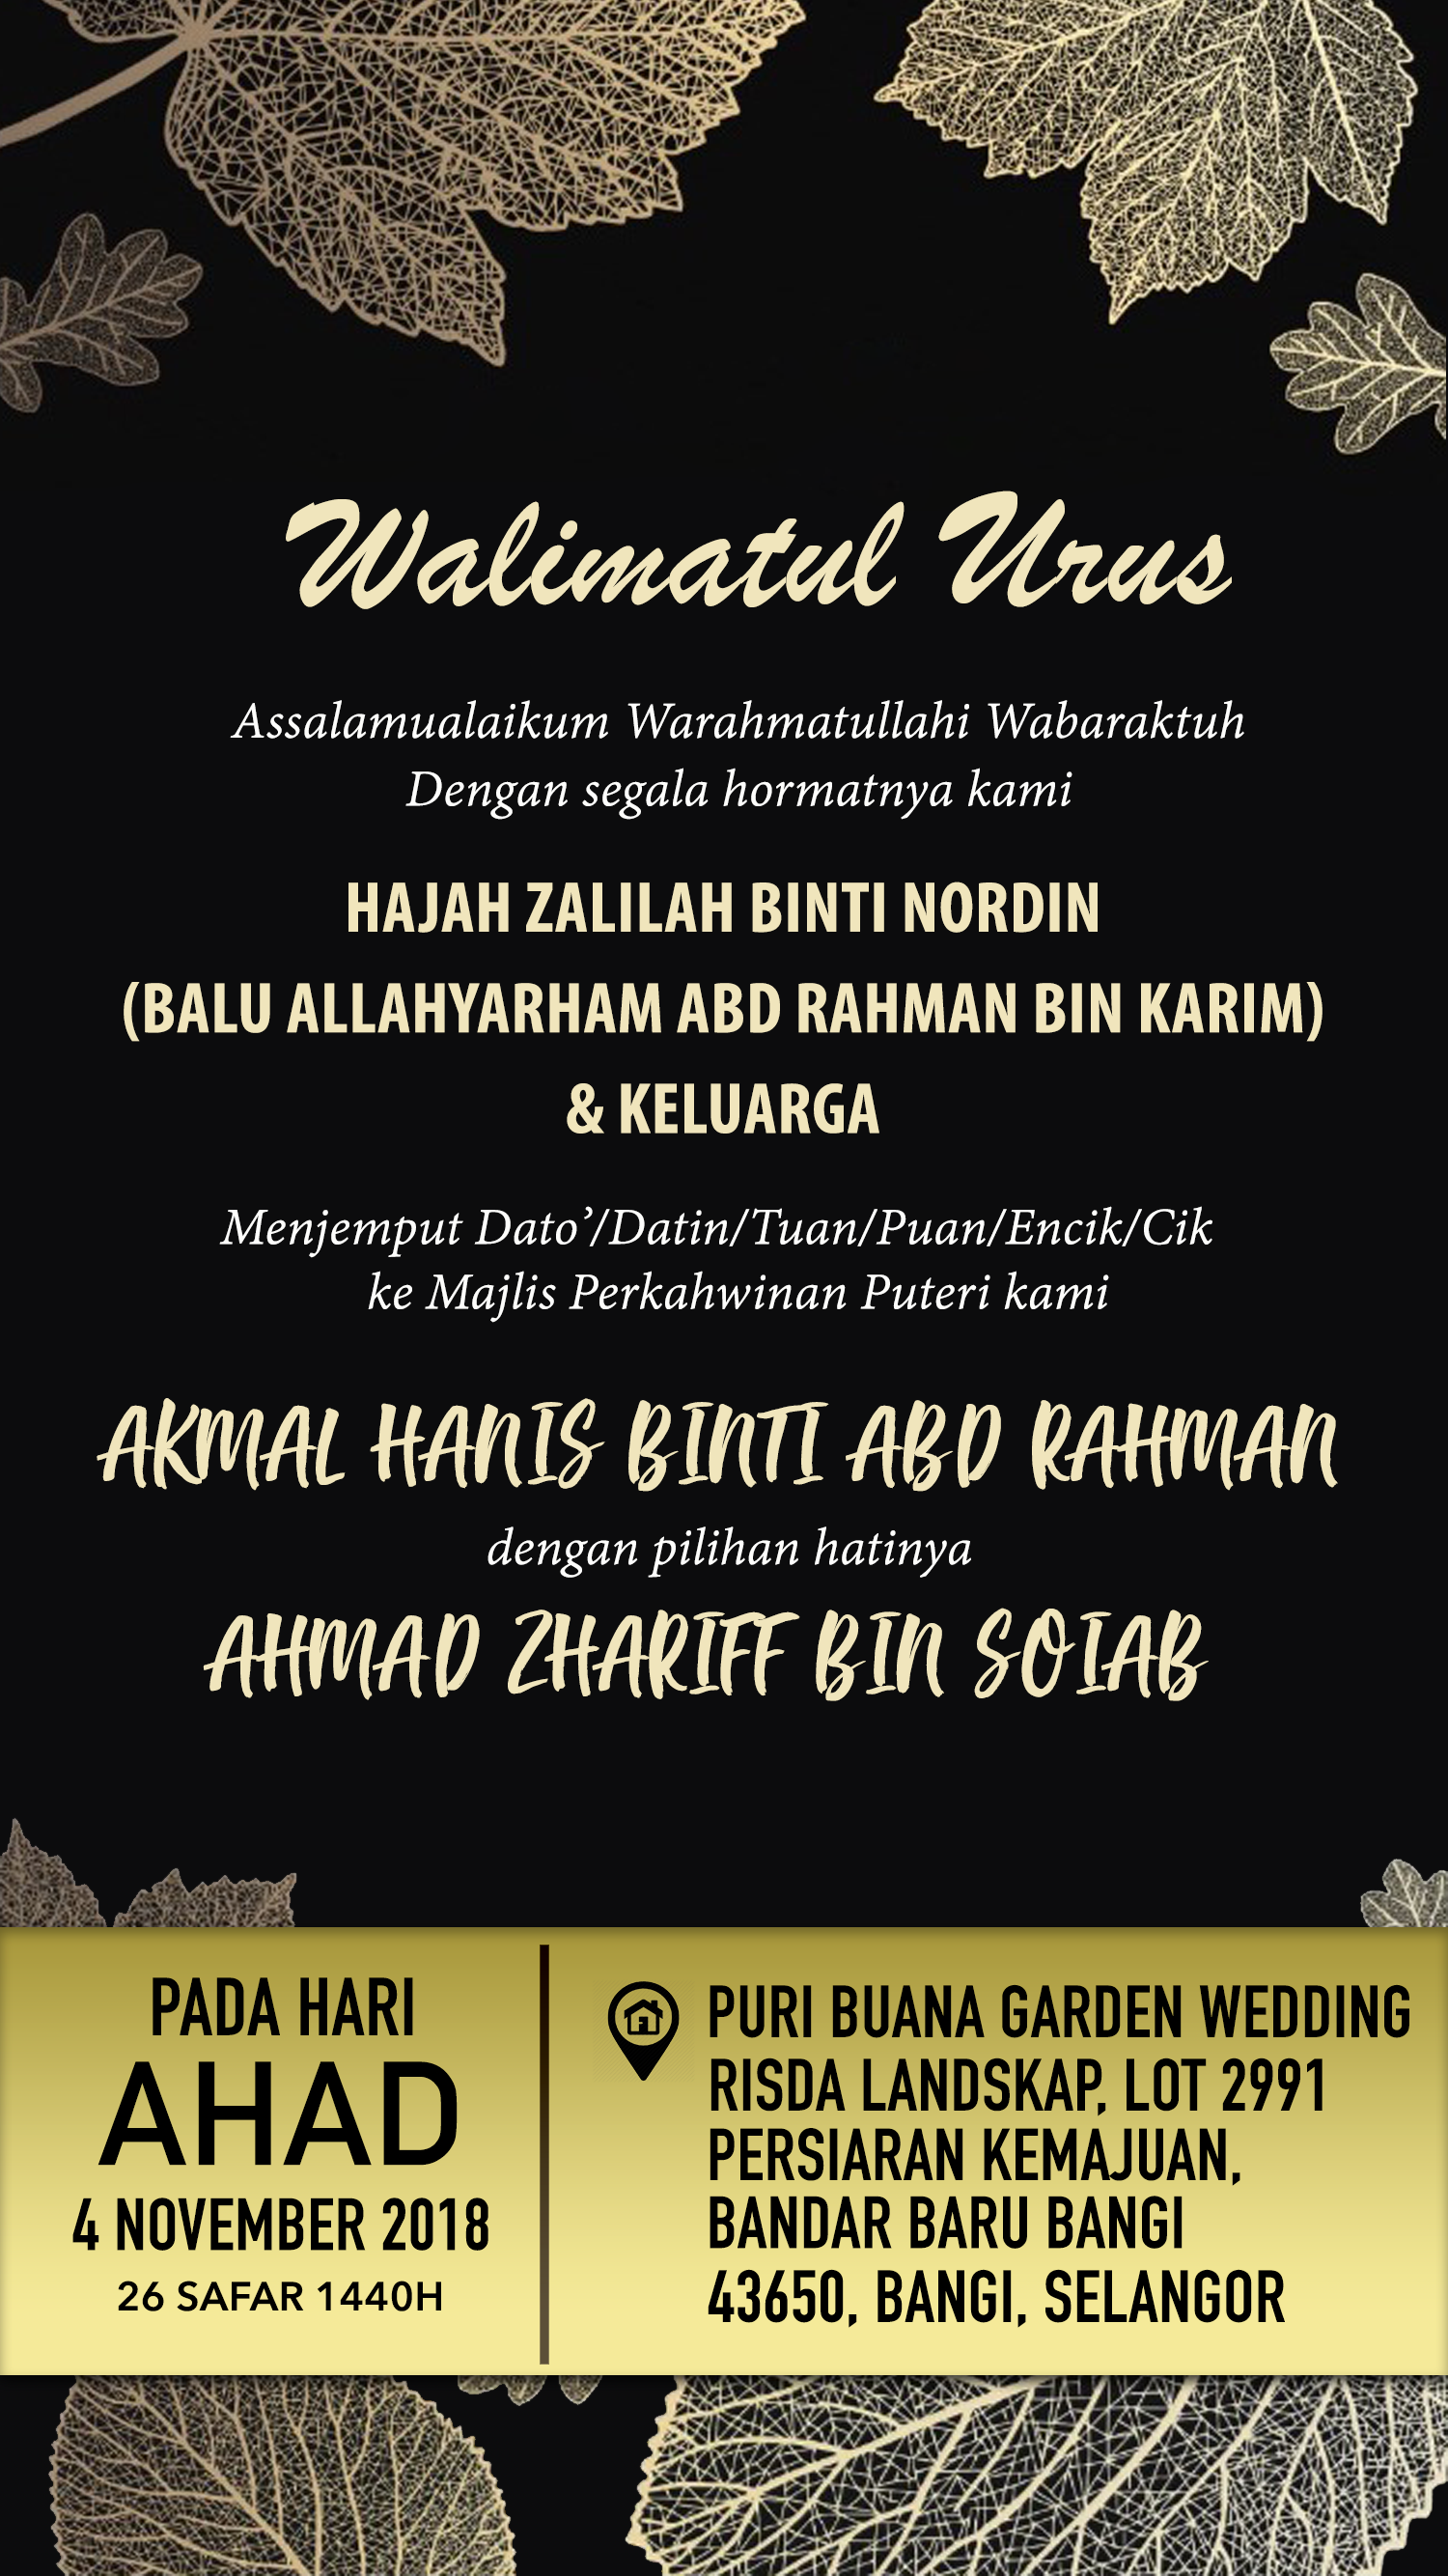 Walimatul Urus
Assalamualaikum Warahmatullahi Wabaraktuh
Dengan segala hormatnya kami
HAJAH ZALILAH BINTI NORDIN
(BALU ALLAHYARHAM ABD RAHMAN BIN KARIM)
& KELUARGA
Menjemput Dato’/Datin/Tuan/Puan/Encik/Cik
ke Majlis Perkahwinan Puteri kami
AKMAL HANIS BINTI ABD RAHMAN
dengan pilihan hatinya
AHMAD ZHARIFF BIN SOIAB
PADA HARI
AHAD
4 NOVEMBER 2018
26 SAFAR 1440H
PURI BUANA GARDEN WEDDING
RISDA LANDSKAP, LOT 2991
PERSIARAN KEMAJUAN,
BANDAR BARU BANGI
43650, BANGI, SELANGOR